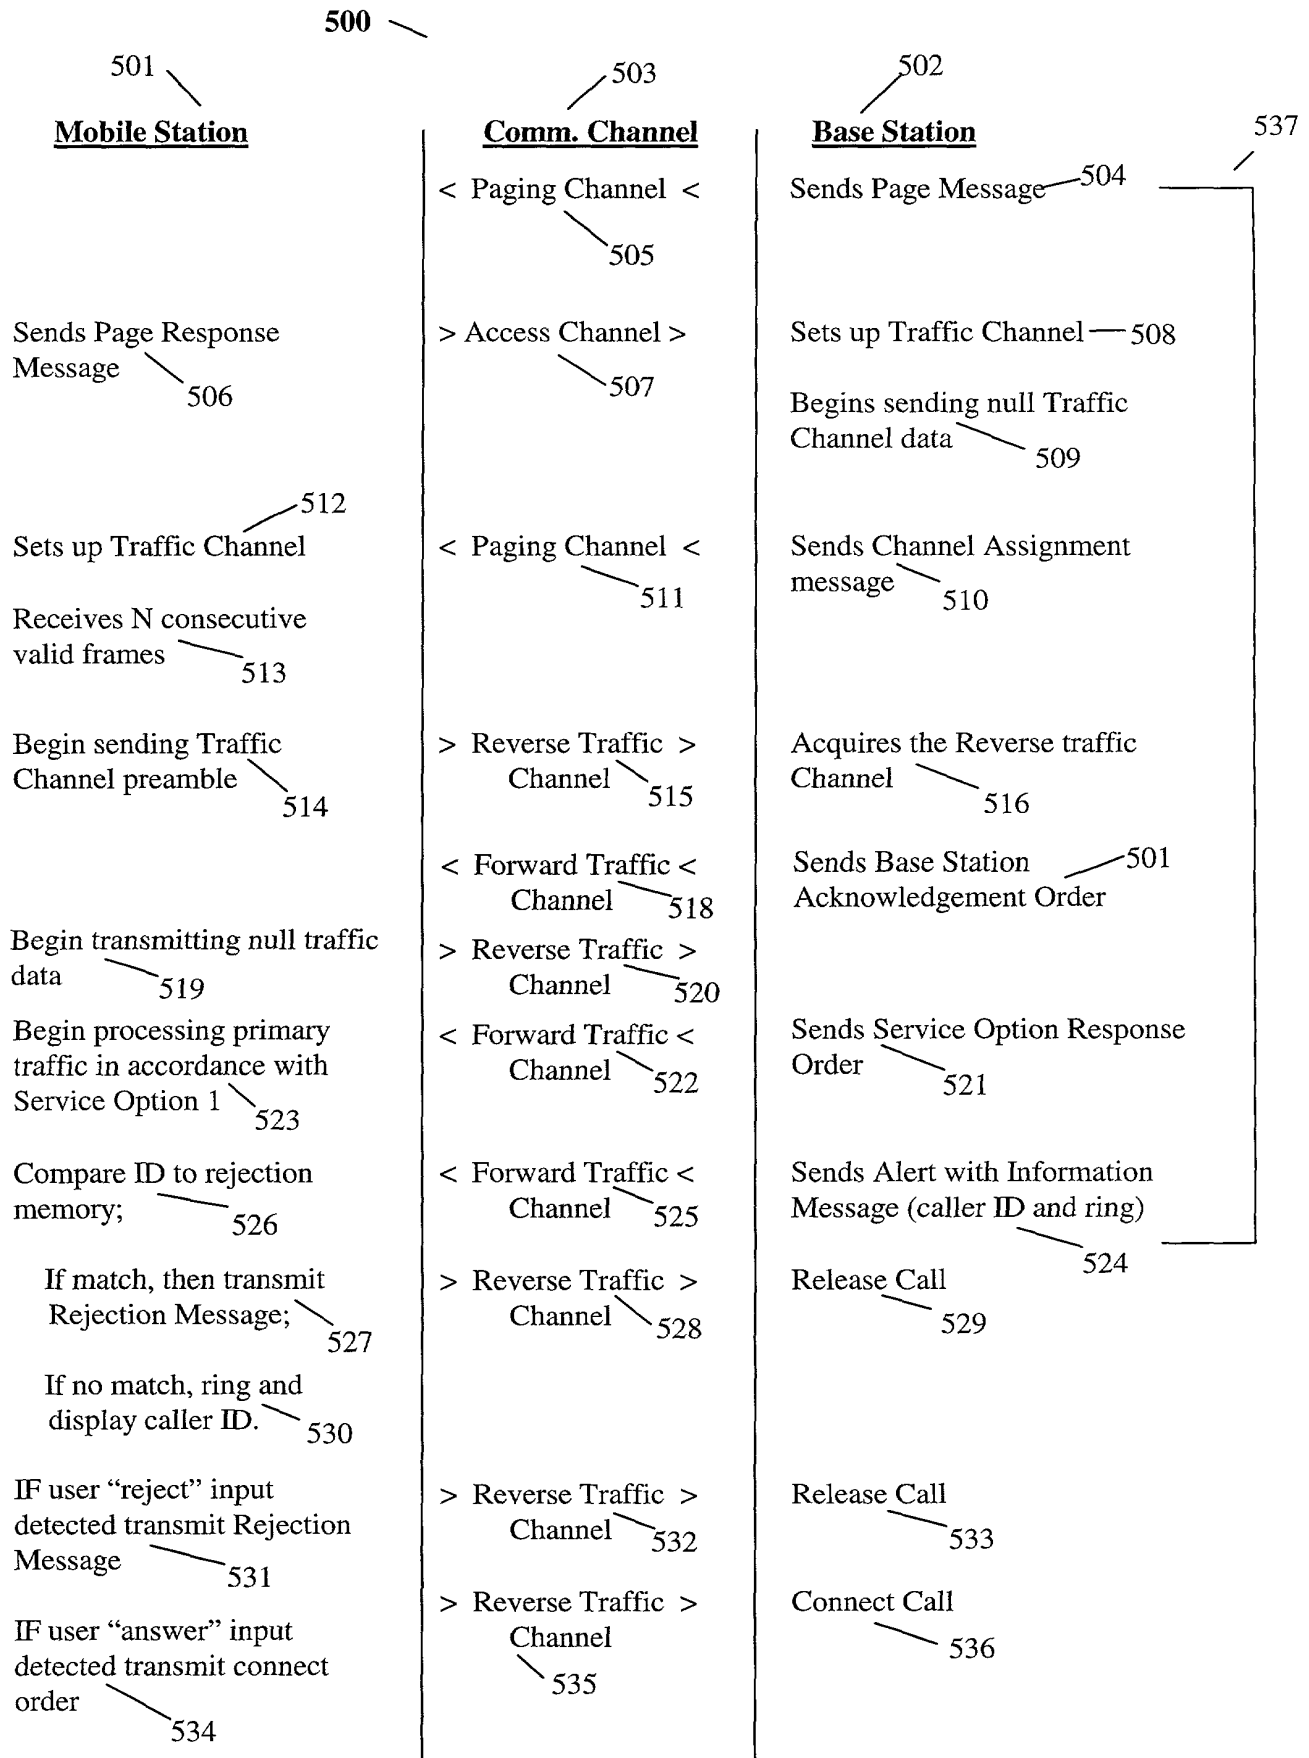 500
501
503
502
Mobile Station
Comm. Channel
Base Station
537
< Paging Channel <
Sends Page Message
504
505
Sends Page Response
Message
506
> Access Channel >
507
Sets up Traffic Channel
508
Begins sending null Traffic
Channel data
509
512
Sets up Traffic Channel
< Paging Channel <
511
Sends Channel Assignment
message
510
Receives N consecutive
valid frames
513
Begin sending Traffic
Channel preamble
514
> Reverse Traffic >
Channel
515
Acquires the Reverse traffic
Channel
516
< Forward Traffic <
Channel
518
Sends Base Station
Acknowledgement Order
501
Begin transmitting null traffic
data
519
> Reverse Traffic >
Channel
520
Begin processing primary
traffic in accordance with
Service Option 1
523
< Forward Traffic <
Channel
522
Sends Service Option Response
Order
521
Compare ID to rejection
memory;
526
< Forward Traffic <
Channel
525
Sends Alert with Information
Message (caller ID and ring)
524
If match, then transmit
Rejection Message;
527
> Reverse Traffic >
Channel
528
Release Call
529
If no match, ring and
display caller ID.
530
IF user “reject” input
detected transmit Rejection
Message
531
> Reverse Traffic >
Channel
532
Release Call
533
IF user “answer” input
detected transmit connect
order
534
> Reverse Traffic >
Channel
535
Connect Call
536